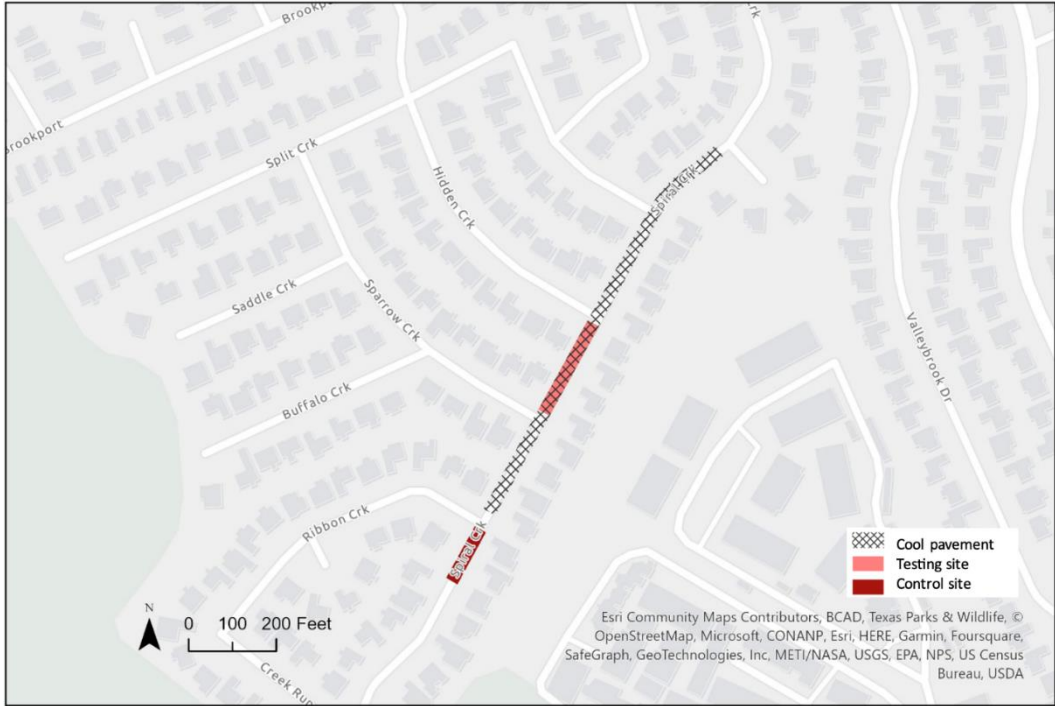 Brookpo
Crk
Brookport
Split Crk
Hidden Crk
Spiral Crk
Saddle Crk
Sparrow Crk
Valleybrook Dr
Buffalo Crk
Ribbon Crk
Spiral Crk
Creek Run
Cool pavement
Testing site
Control site
N
0 100 200 Feet
Esri Community Maps Contributors, BCAD, Texas Parks & Wildlife, ©
OpenStreetMap, Microsoft, CONANP, Esri, HERE, Garmin, Foursquare,
SafeGraph, GeoTechnologies, Inc, METI/NASA, USGS, EPA, NPS, US Census
Bureau, USDA